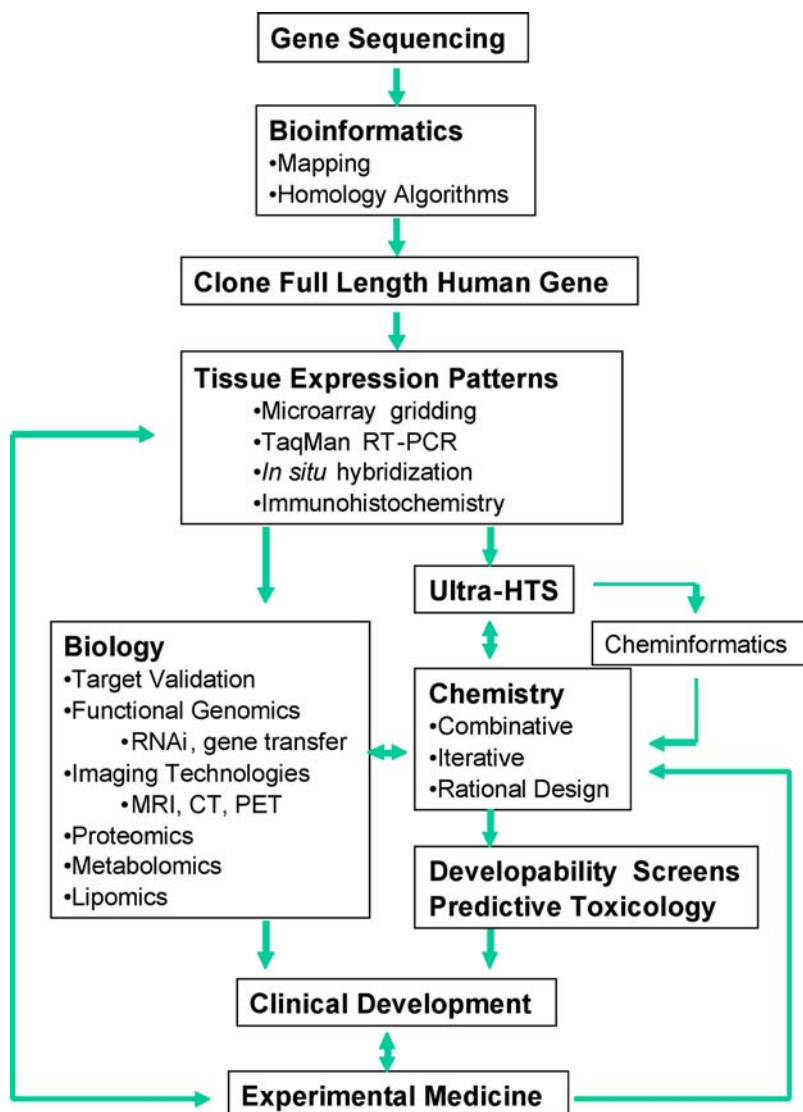 Gene Sequencing
Bioinformatics
•Mapping
•Homology Algorithms
Clone Full Length Human Gene
Tissue Expression Patterns
•Microarray gridding
•TaqMan RT-PCR
•In situ hybridization
•Immunohistochemistry
Ultra-HTS
Cheminformatics
Biology
•Target Validation
•Functional Genomics
•RNAi, gene transfer
•Imaging Technologies
•MRI, CT, PET
•Proteomics
•Metabolomics
•Lipomics
Chemistry
•Combinative
•Iterative
•Rational Design
Developability Screens
Predictive Toxicology
Clinical Development
Experimental Medicine